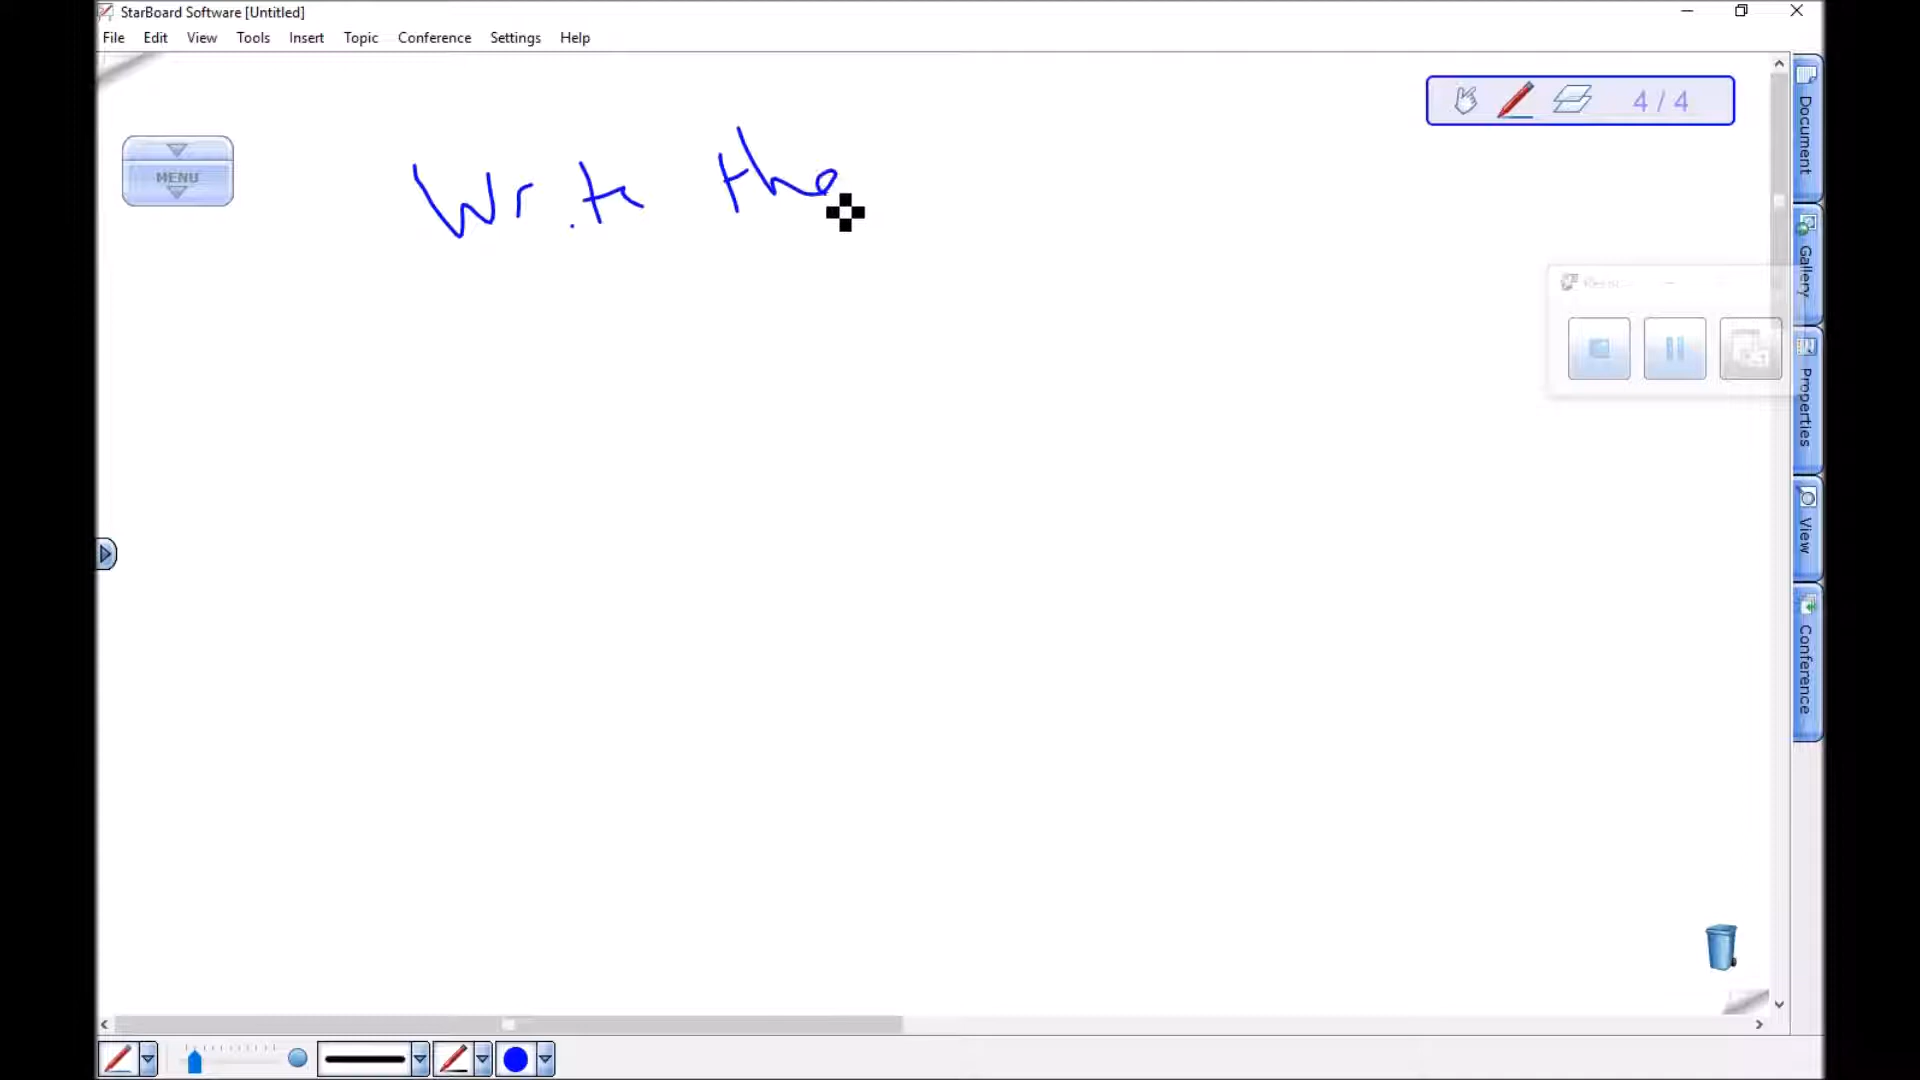 StarBoard Software [Untitled]
File Edit View Tools Insert Topic Conference Settings Help
4 / 4
MENU
Write the
Document
Gallery
Properties
View
Conference